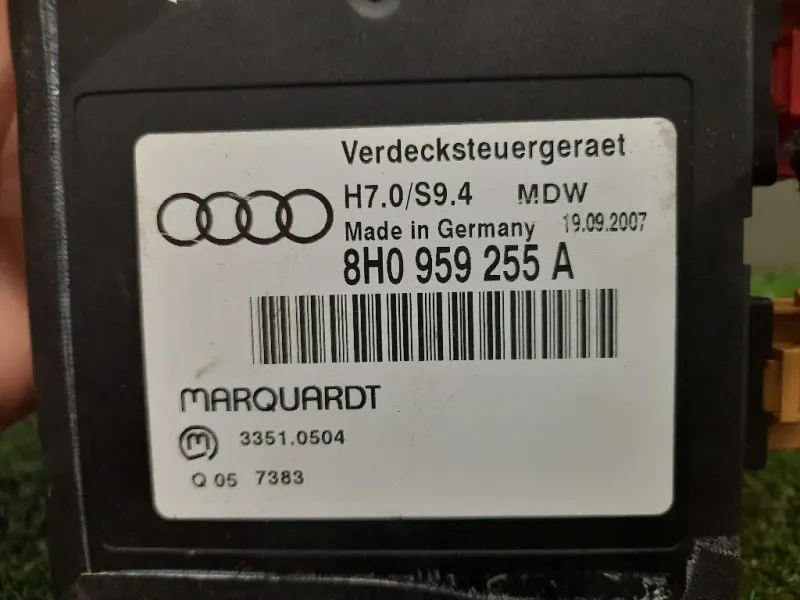 Verdecksteuergeraet
H7.0/S9.4 MDW
Made in Germany 19.09.2007
8H0 959 255 A
MARQUARDT
m 3351.0504
Q 05 7383